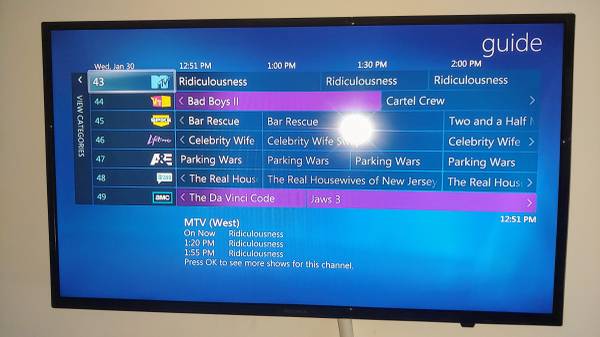 guide
Wed, Jan 30 12:51 PM 1:00 PM 1:30 PM 2:00 PM
43 MTV Ridiculousness Ridiculousness Ridiculousness
VIEW CATEGORIES
44 VH1 Bad Boys II Cartel Crew
45 Bar Rescue Bar Rescue Two and a Half
46 Lifetime Celebrity Wife Celebrity Wife Celebrity Wife
47 A&E Parking Wars Parking Wars Parking Wars Parking Wars
48 bravo The Real Hous The Real Housewives of New Jersey The Real Hous
49 AMC The Da Vinci Code Jaws 3
MTV (West) 12:51 PM
On Now Ridiculousness
1:20 PM Ridiculousness
1:55 PM Ridiculousness
Press OK to see more shows for this channel.